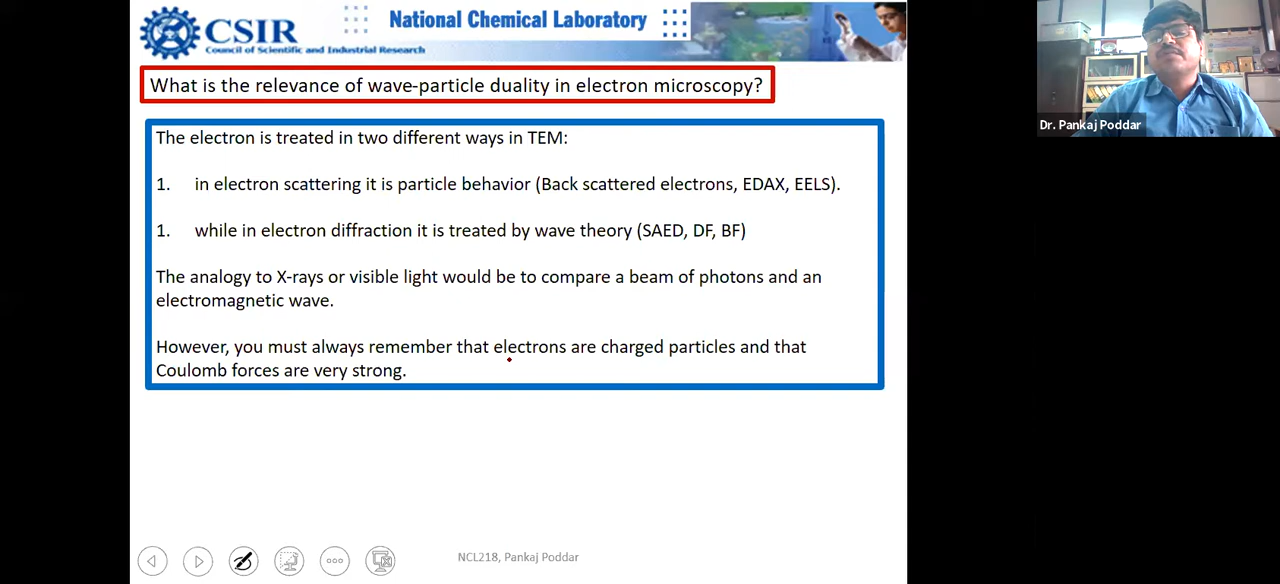 CSIR
Council of Scientific and Industrial Research
National Chemical Laboratory
What is the relevance of wave-particle duality in electron microscopy?
The electron is treated in two different ways in TEM:
1. in electron scattering it is particle behavior (Back scattered electrons, EDAX, EELS).
1. while in electron diffraction it is treated by wave theory (SAED, DF, BF)
The analogy to X-rays or visible light would be to compare a beam of photons and an
electromagnetic wave.
However, you must always remember that electrons are charged particles and that
Coulomb forces are very strong.
NCL218, Pankaj Poddar
Dr. Pankaj Poddar